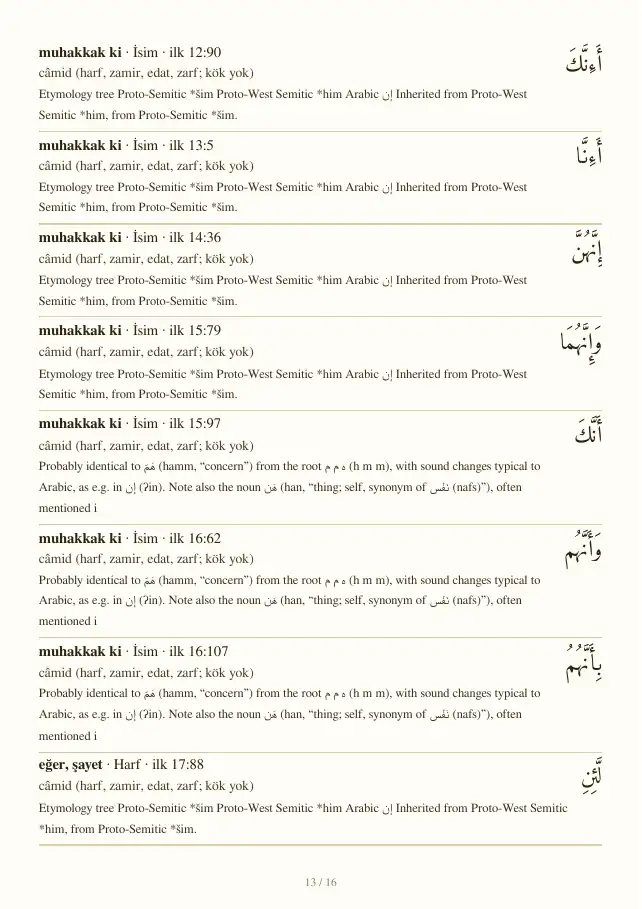 muhakkak ki · İsim · ilk 12:90 أَءِنَّكَ
câmid (harf, zamir, edat, zarf; kök yok)
Etymology tree Proto-Semitic *šim Proto-West Semitic *him Arabic إن Inherited from Proto-West
Semitic *him, from Proto-Semitic *šim.
muhakkak ki · İsim · ilk 13:5 أَءِنَّا
câmid (harf, zamir, edat, zarf; kök yok)
Etymology tree Proto-Semitic *šim Proto-West Semitic *him Arabic إن Inherited from Proto-West
Semitic *him, from Proto-Semitic *šim.
muhakkak ki · İsim · ilk 14:36 إِنَّهُنَّ
câmid (harf, zamir, edat, zarf; kök yok)
Etymology tree Proto-Semitic *šim Proto-West Semitic *him Arabic إن Inherited from Proto-West
Semitic *him, from Proto-Semitic *šim.
muhakkak ki · İsim · ilk 15:79 وَإِنَّهُمَا
câmid (harf, zamir, edat, zarf; kök yok)
Etymology tree Proto-Semitic *šim Proto-West Semitic *him Arabic إن Inherited from Proto-West
Semitic *him, from Proto-Semitic *šim.
muhakkak ki · İsim · ilk 15:97 أَنَّكَ
câmid (harf, zamir, edat, zarf; kök yok)
Probably identical to هَمّ (hamm, “concern”) from the root ه م م (h m m), with sound changes typical to
Arabic, as e.g. in إن (ʔin). Note also the noun هَن (han, “thing; self, synonym of نَفْس (nafs)”), often
mentioned i
muhakkak ki · İsim · ilk 16:62 وَأَنَّهُم
câmid (harf, zamir, edat, zarf; kök yok)
Probably identical to هَمّ (hamm, “concern”) from the root ه م م (h m m), with sound changes typical to
Arabic, as e.g. in إن (ʔin). Note also the noun هَن (han, “thing; self, synonym of نَفْس (nafs)”), often
mentioned i
muhakkak ki · İsim · ilk 16:107 بِأَنَّهُمُ
câmid (harf, zamir, edat, zarf; kök yok)
Probably identical to هَمّ (hamm, “concern”) from the root ه م م (h m m), with sound changes typical to
Arabic, as e.g. in إن (ʔin). Note also the noun هَن (han, “thing; self, synonym of نَفْس (nafs)”), often
mentioned i
eğer, şayet · Harf · ilk 17:88 لَّئِنِ
câmid (harf, zamir, edat, zarf; kök yok)
Etymology tree Proto-Semitic *šim Proto-West Semitic *him Arabic إن Inherited from Proto-West Semitic
*him, from Proto-Semitic *šim.
13 / 16